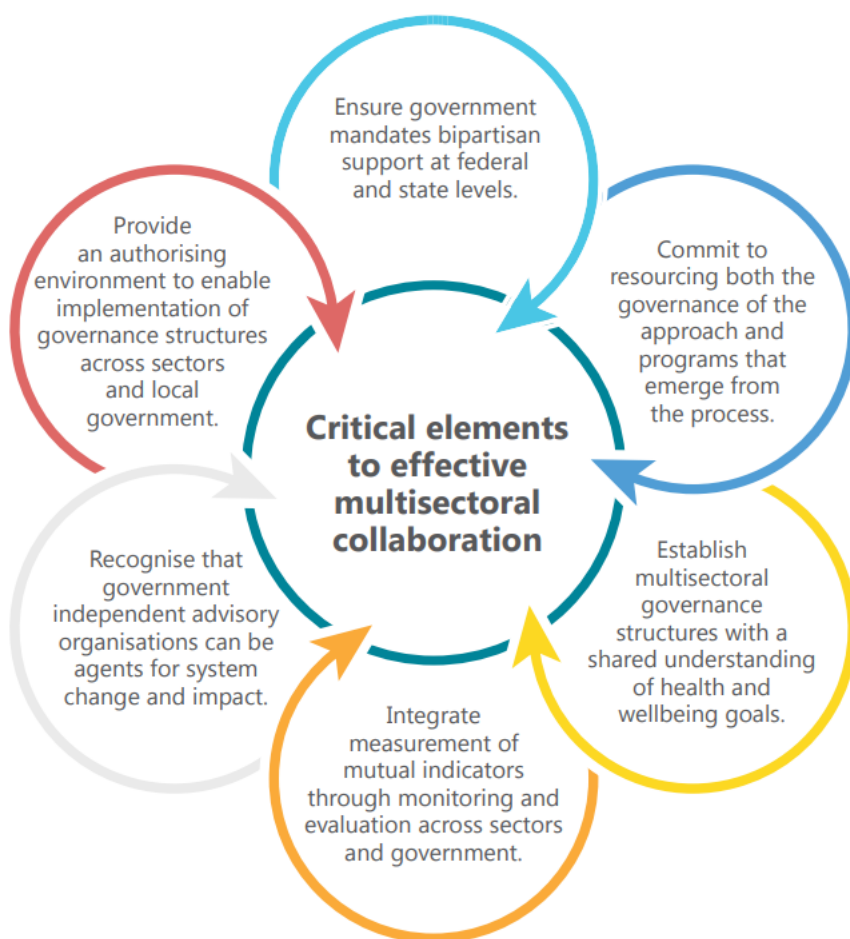 Ensure government
mandates bipartisan
support at federal
and state levels.
Commit to
resourcing both the
governance of the
approach and
programs that
emerge from
the process.
Establish
multisectoral
governance
structures with a
shared understanding
of health and
wellbeing goals.
Integrate
measurement of
mutual indicators
through monitoring and
evaluation across sectors
and government.
Recognise that
government
independent advisory
organisations can be
agents for system
change and impact.
Provide
an authorising
environment to enable
implementation of
governance structures
across sectors
and local
government.
Critical elements
to effective
multisectoral
collaboration